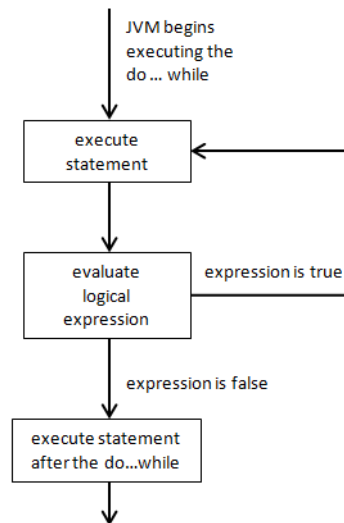 JVM begins
executing the
do ... while
execute
statement
evaluate
logical
expression
expression is true
expression is false
execute statement
after the do...while